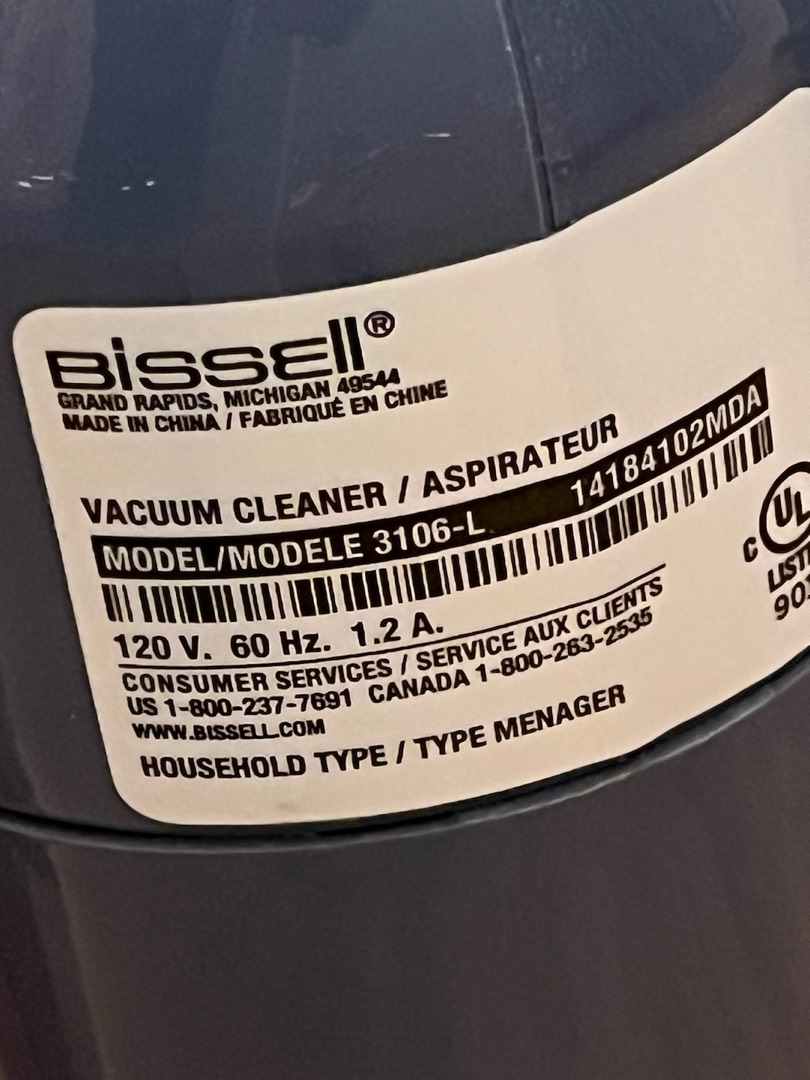 BISSELL®
GRAND RAPIDS, MICHIGAN 49544
MADE IN CHINA / FABRIQUÉ EN CHINE
VACUUM CLEANER / ASPIRATEUR
MODEL/MODELE 3106-L 14184102MDA
120 V. 60 Hz. 1.2 A.
CONSUMER SERVICES / SERVICE AUX CLIENTS
US 1-800-237-7691 CANADA 1-800-263-2535
WWW.BISSELL.COM
HOUSEHOLD TYPE / TYPE MENAGER
C UL